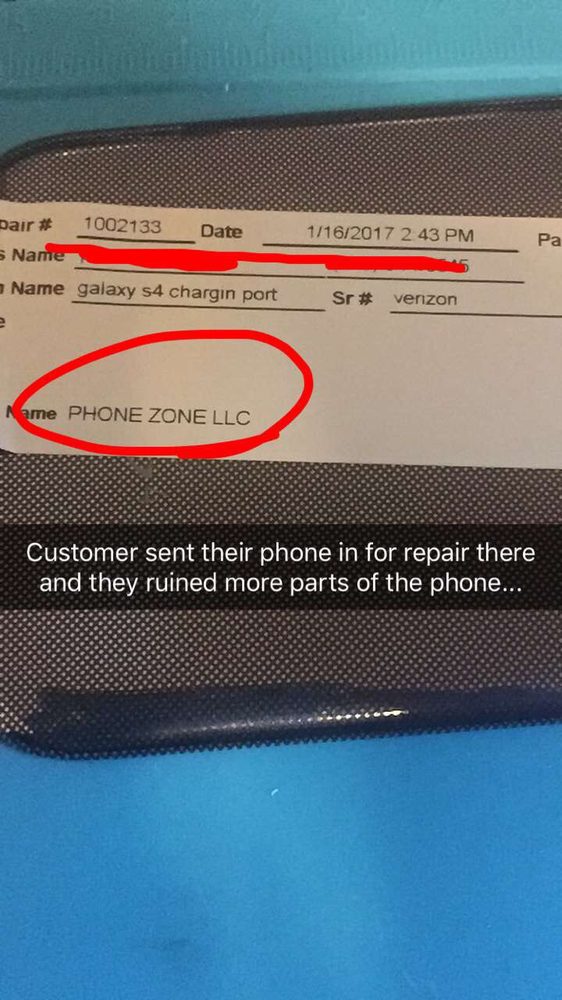 pair # 1002133 Date 1/16/2017 2 43 PM Pa
s Name
n Name galaxy s4 chargin port Sr # verizon
e
Name PHONE ZONE LLC
Customer sent their phone in for repair there
and they ruined more parts of the phone...